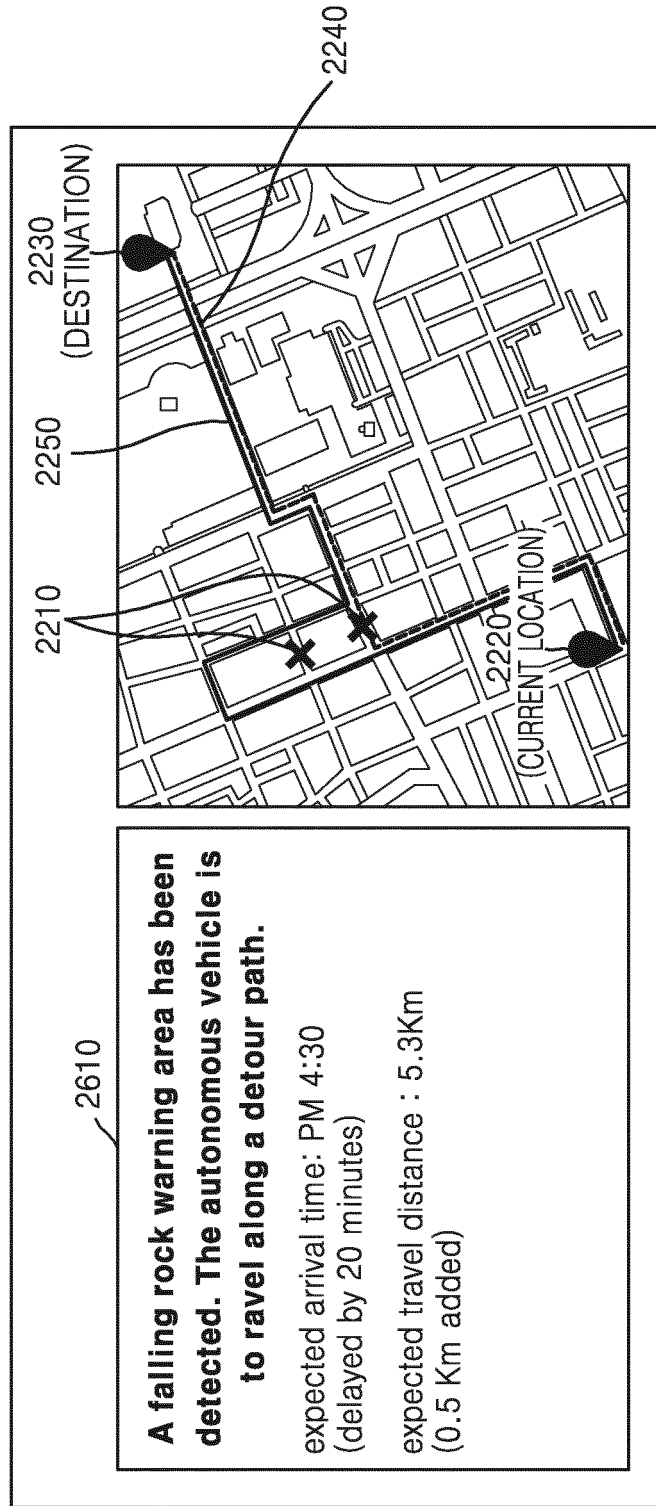 2610
A falling rock warning area has been
detected. The autonomous vehicle is
to ravel along a detour path.
expected arrival time: PM 4:30
(delayed by 20 minutes)
expected travel distance : 5.3Km
(0.5 Km added)
2210
2250
2230
(DESTINATION)
2240
2220
(CURRENT LOCATION)